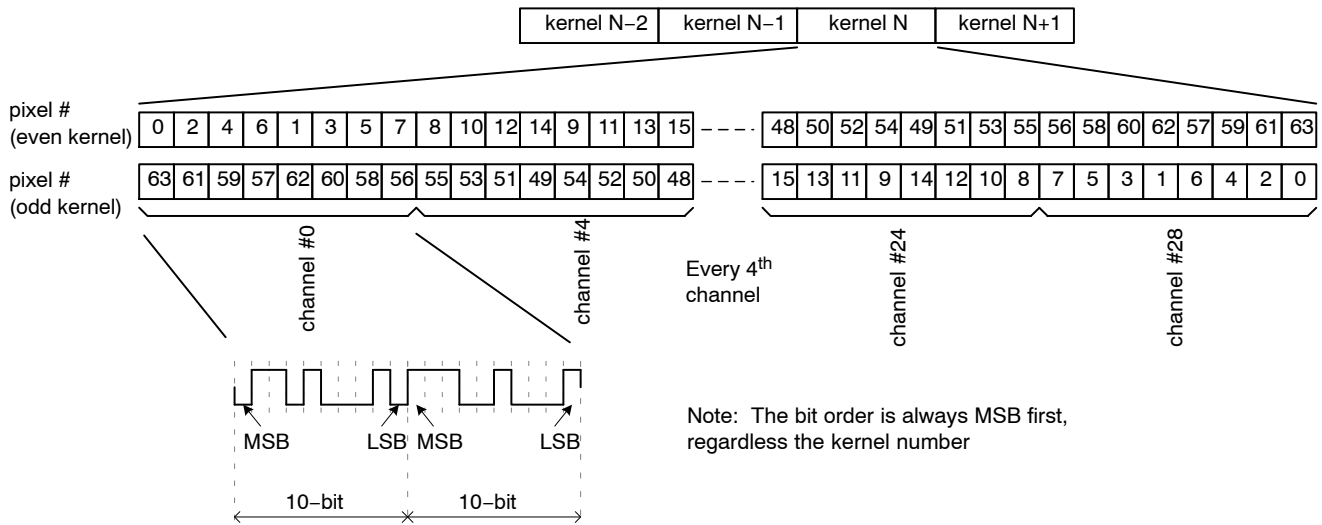 kernel N−2 kernel N−1 kernel N kernel N+1
pixel #
(even kernel)
0 2 4 6 1 3 5 7 8 10 12 14 9 11 13 15 48 50 52 54 49 51 53 55 56 58 60 62 57 59 61 63
pixel #
(odd kernel)
63 61 59 57 62 60 58 56 55 53 51 49 54 52 50 48 15 13 11 9 14 12 10 8 7 5 3 1 6 4 2 0
channel #0
channel #4
Every 4th
channel
channel #24
channel #28
MSB LSB MSB LSB
Note: The bit order is always MSB first,
regardless the kernel number
10−bit 10−bit